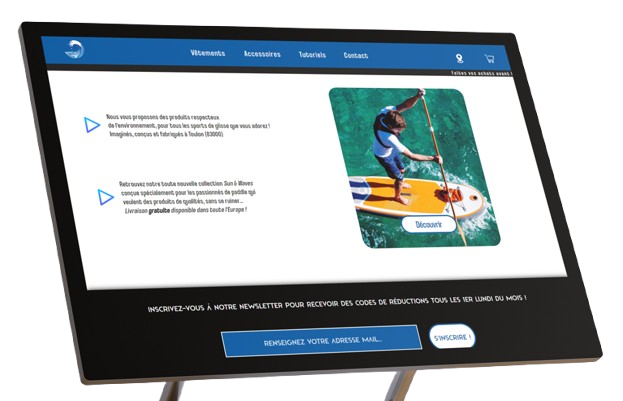 Vêtements Accessoires Tutoriels Contact
Faites vos achats avant
Nous vous proposons des produits respectueux
de l'environnement, pour tous les sports de glisse que vous adorez !
Imaginés, conçus et fabriqués à Toulon (83000)
Retrouvez notre toute nouvelle collection Sun & Waves
conçue spécialement pour les passionnés de paddle qui
veulent des produits de qualités, sans se ruiner...
Livraison gratuite disponible dans toute l'Europe !
Découvrir
INSCRIVEZ-VOUS À NOTRE NEWSLETTER POUR RECEVOIR DES CODES DE RÉDUCTIONS TOUS LES 1ER LUNDI DU MOIS !
RENSEIGNEZ VOTRE ADRESSE MAIL...
S'INSCRIRE !